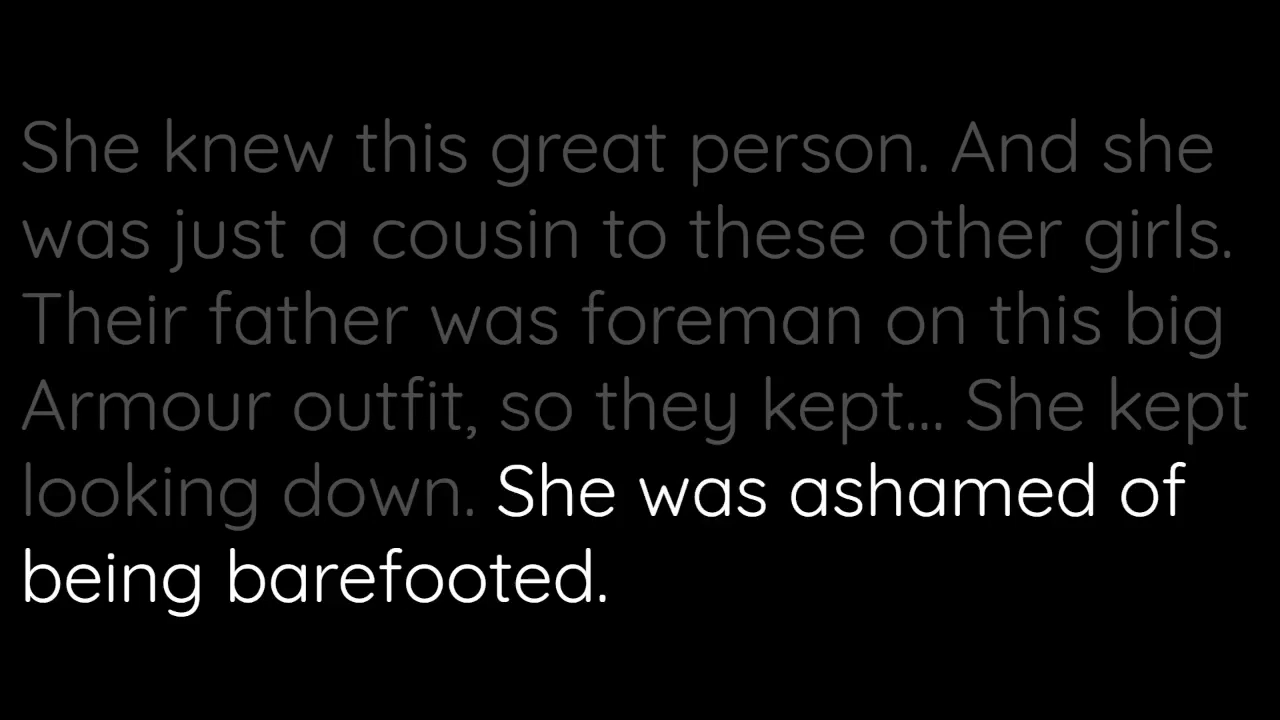 She knew this great person. And she
was just a cousin to these other girls.
Their father was foreman on this big
Armour outfit, so they kept... She kept
looking down. She was ashamed of
being barefooted.